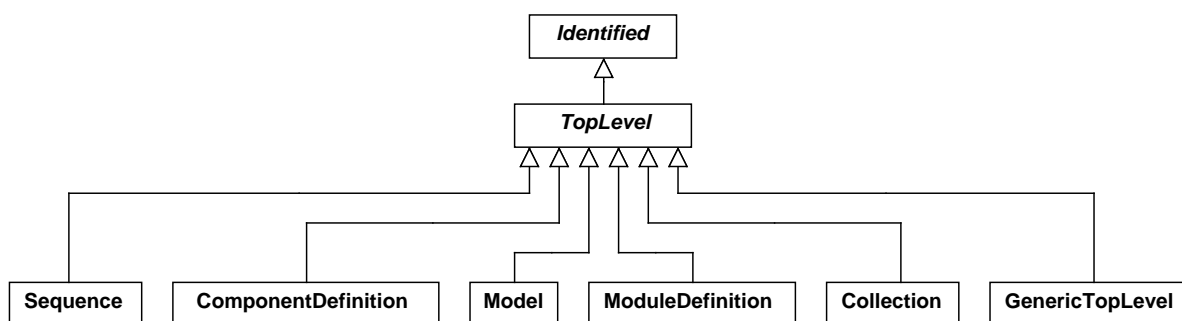 Identified
TopLevel
Sequence
ComponentDefinition
Model
ModuleDefinition
Collection
GenericTopLevel